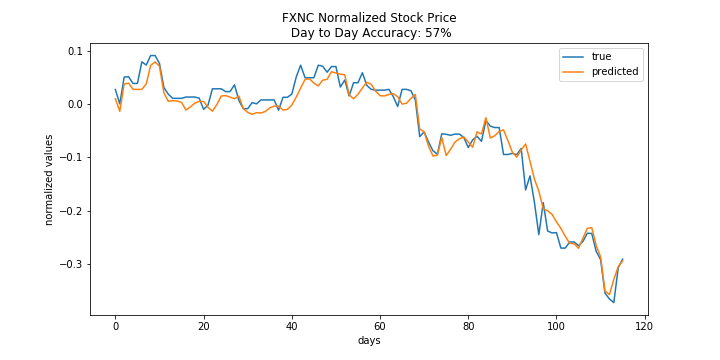 FXNC Normalized Stock Price
Day to Day Accuracy: 57%
true
predicted
normalized values
0.1
0.0
−0.1
−0.2
−0.3
0
20
40
60
80
100
120
days